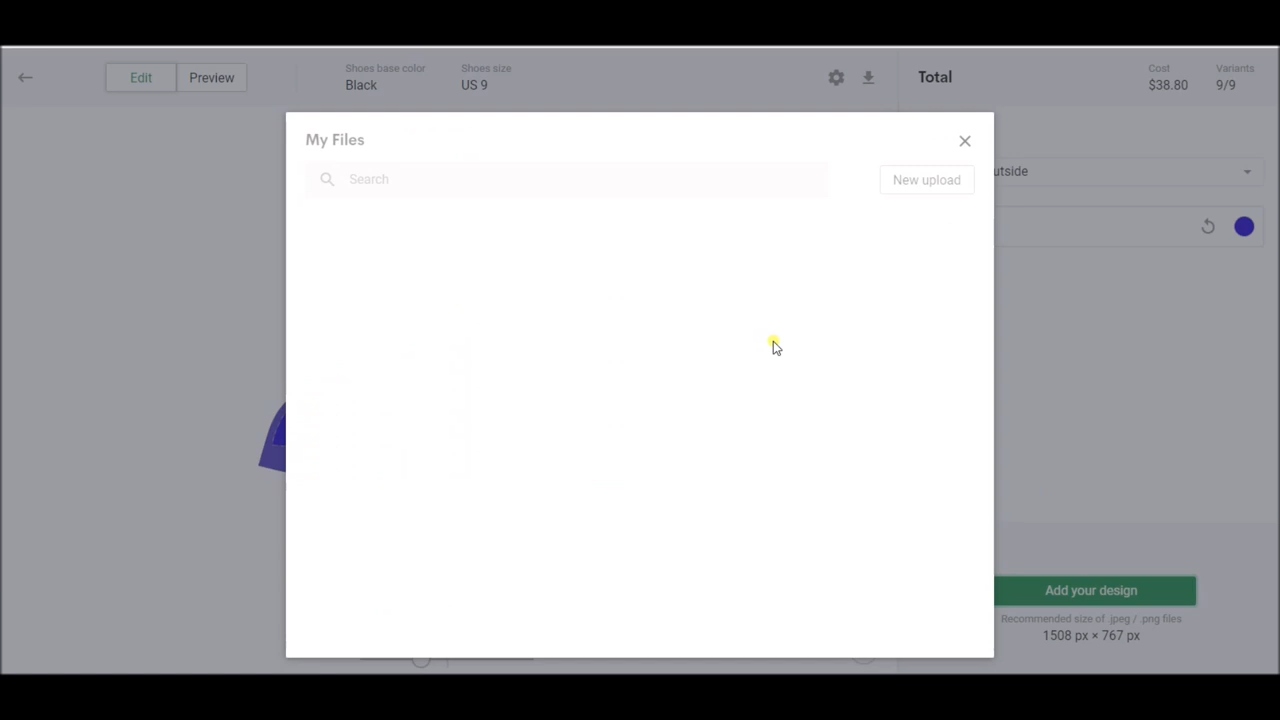 Edit
Preview
Shoes base color
Black
Shoes size
US 9
Total
Cost
$38.80
Variants
9/9
My Files
Search
New upload
utside
Add your design
Recommended size of .jpeg / .png files
1508 px × 767 px